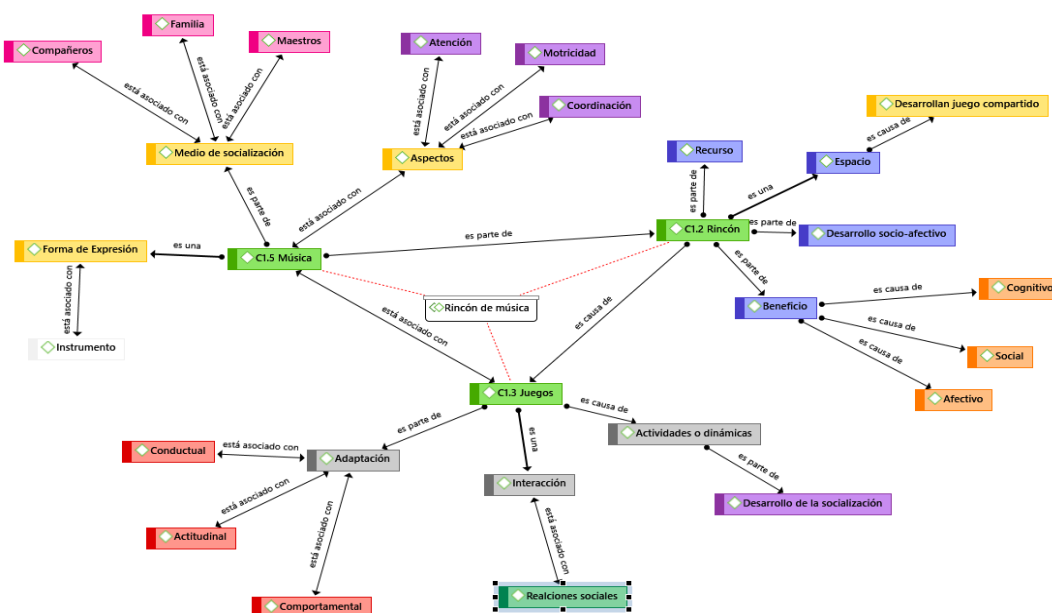 Familia
Compañeros
Maestros
Atención
Motricidad
Coordinación
está asociado con
está asociado con
está asociado con
Medio de socialización
está asociado con
está asociado con
está asociado con
Aspectos
Desarrollan juego compartido
es causa de
Recurso
Espacio
es parte de
es una
es parte de
está asociado con
es parte de
C1.2 Rincón
es parte de
Desarrollo socio-afectivo
Forma de Expresión
es una
C1.5 Música
es parte de
está asociado con
Instrumento
Rincón de música
está asociado con
es causa de
Beneficio
es causa de
Cognitivo
es causa de
Social
es causa de
Afectivo
C1.3 Juegos
es parte de
es una
es causa de
Actividades o dinámicas
es parte de
Desarrollo de la socialización
Conductual
está asociado con
Adaptación
está asociado con
Actitudinal
está asociado con
Comportamental
Interacción
está asociado con
Realciones sociales